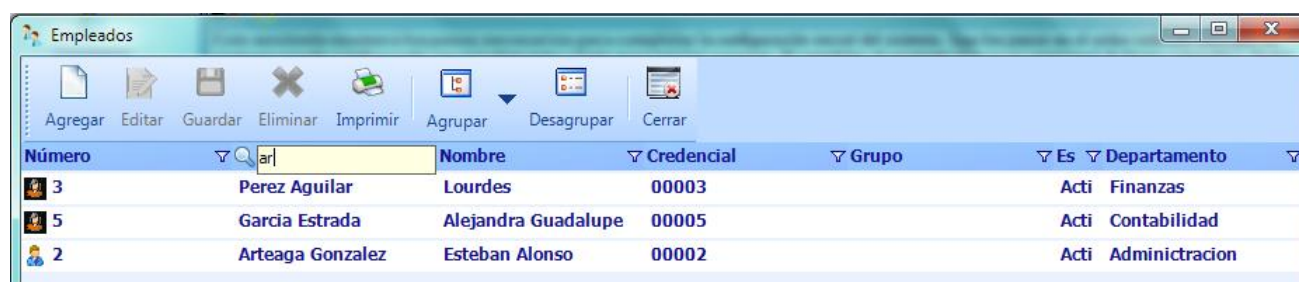 Empleados
Agregar Editar Guardar Eliminar Imprimir Agrupar Desagrupar Cerrar
Número ar Nombre Credencial Grupo Es Departamento
3 Perez Aguilar Lourdes 00003 Acti Finanzas
5 Garcia Estrada Alejandra Guadalupe 00005 Acti Contabilidad
2 Arteaga Gonzalez Esteban Alonso 00002 Acti Adminictracion